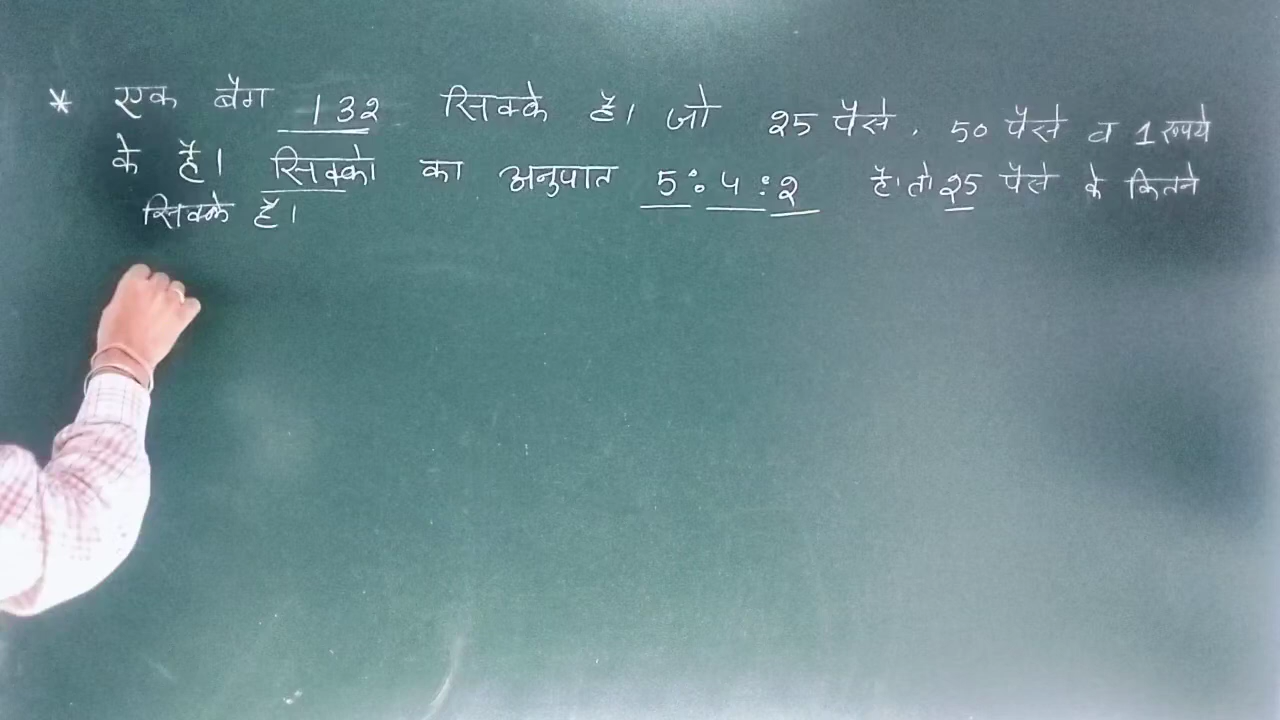 * एक बैग 132 सिक्के है। जो 25 पैसे, 50 पैसे व 1 रूपये
के है। सिक्को का अनुपात 5:4:2 है। तो 25 पैसे के कितने
सिक्के है।